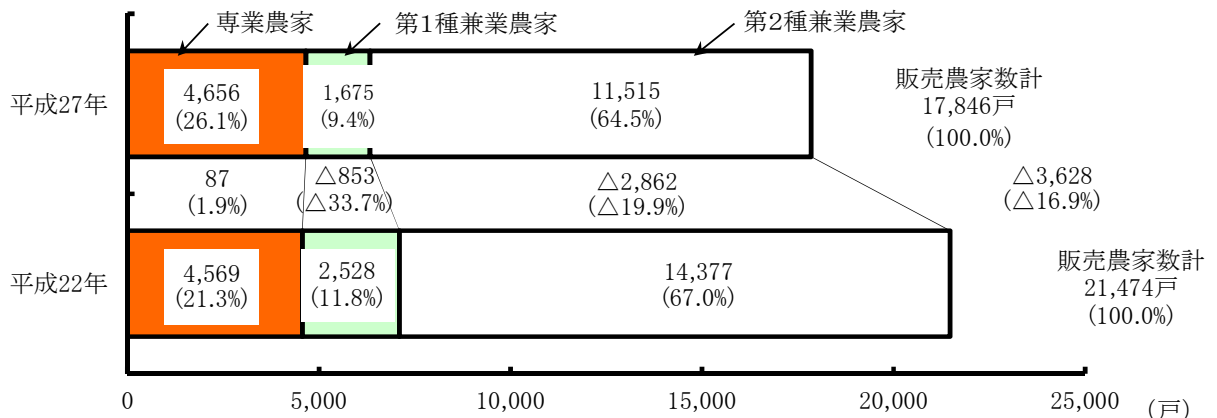 専業農家
第1種兼業農家
第2種兼業農家
平成27年
4,656
(26.1%)
1,675
(9.4%)
11,515
(64.5%)
販売農家数計
17,846戸
(100.0%)
87
(1.9%)
△853
(△33.7%)
△2,862
(△19.9%)
△3,628
(△16.9%)
平成22年
4,569
(21.3%)
2,528
(11.8%)
14,377
(67.0%)
販売農家数計
21,474戸
(100.0%)
0 5,000 10,000 15,000 20,000 25,000 (戸)